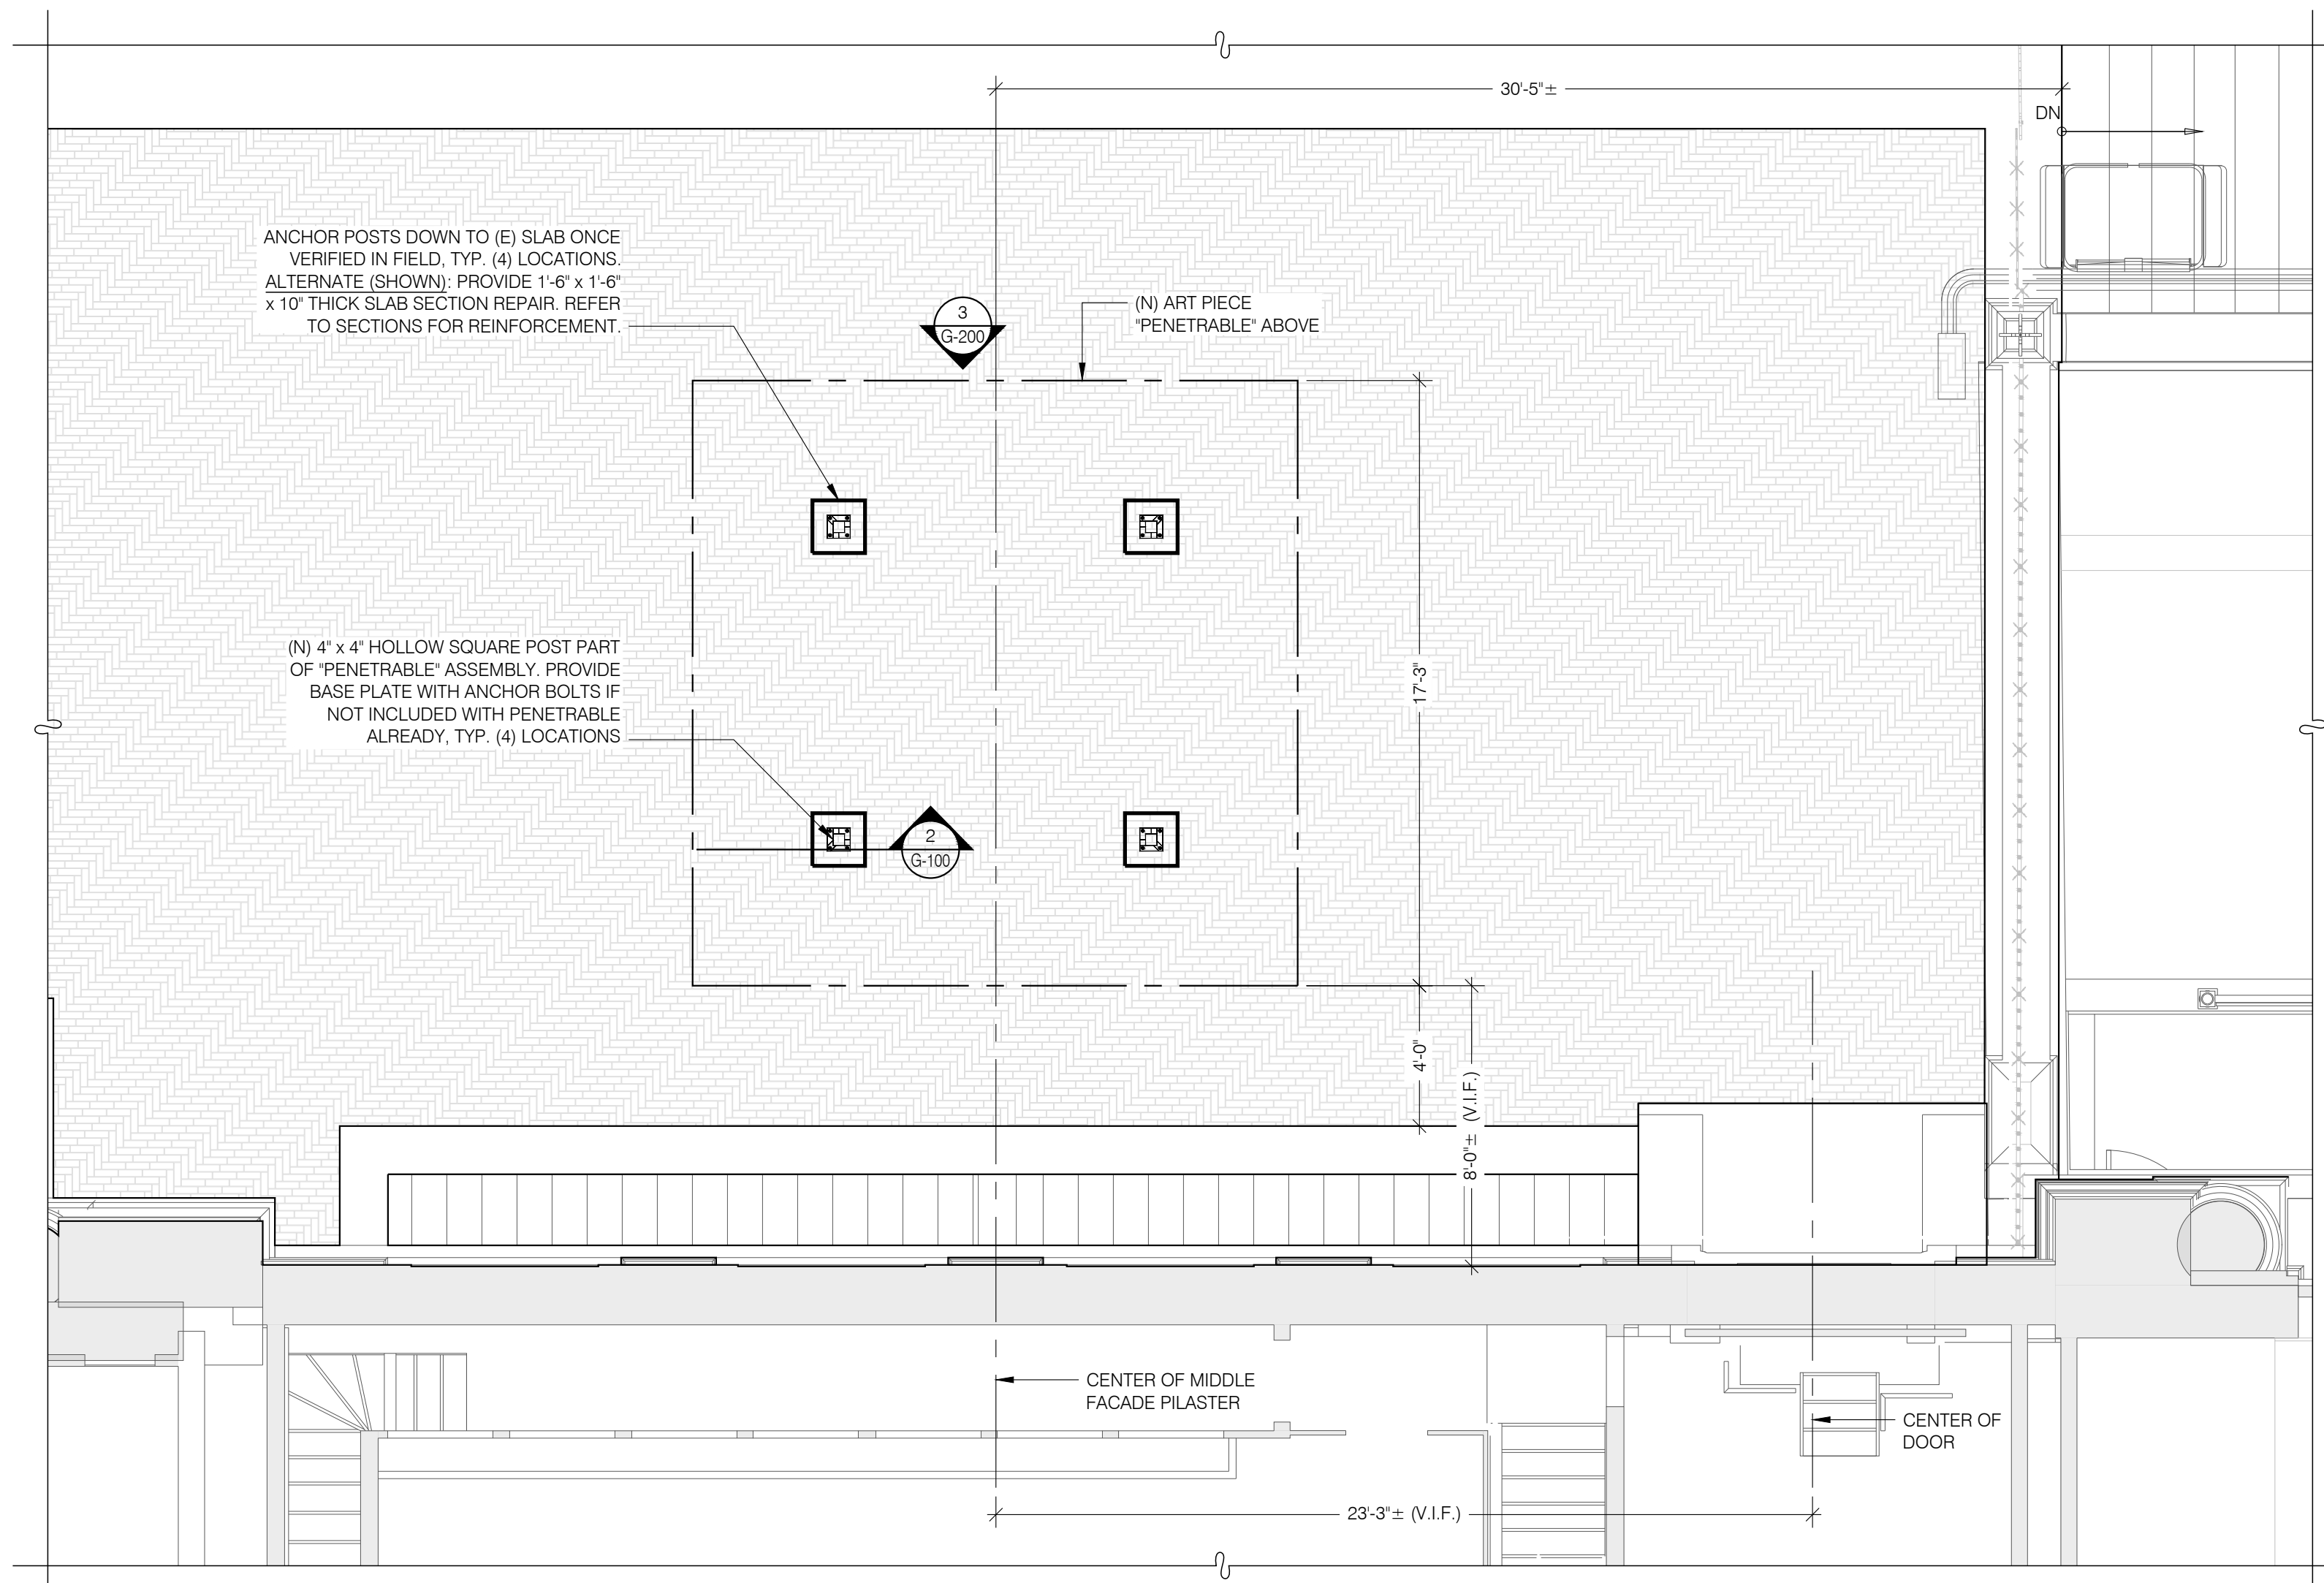 30'-5"±
DN
ANCHOR POSTS DOWN TO (E) SLAB ONCE
VERIFIED IN FIELD, TYP. (4) LOCATIONS.
ALTERNATE (SHOWN): PROVIDE 1'-6" x 1'-6"
x 10" THICK SLAB SECTION REPAIR. REFER
TO SECTIONS FOR REINFORCEMENT.
3
G-200
(N) ART PIECE
"PENETRABLE" ABOVE
(N) 4" x 4" HOLLOW SQUARE POST PART
OF "PENETRABLE" ASSEMBLY. PROVIDE
BASE PLATE WITH ANCHOR BOLTS IF
NOT INCLUDED WITH PENETRABLE
ALREADY, TYP. (4) LOCATIONS
17'-3"
2
G-100
4'-0"
8'-0"± (V.I.F.)
CENTER OF MIDDLE
FACADE PILASTER
CENTER OF
DOOR
23'-3"± (V.I.F.)